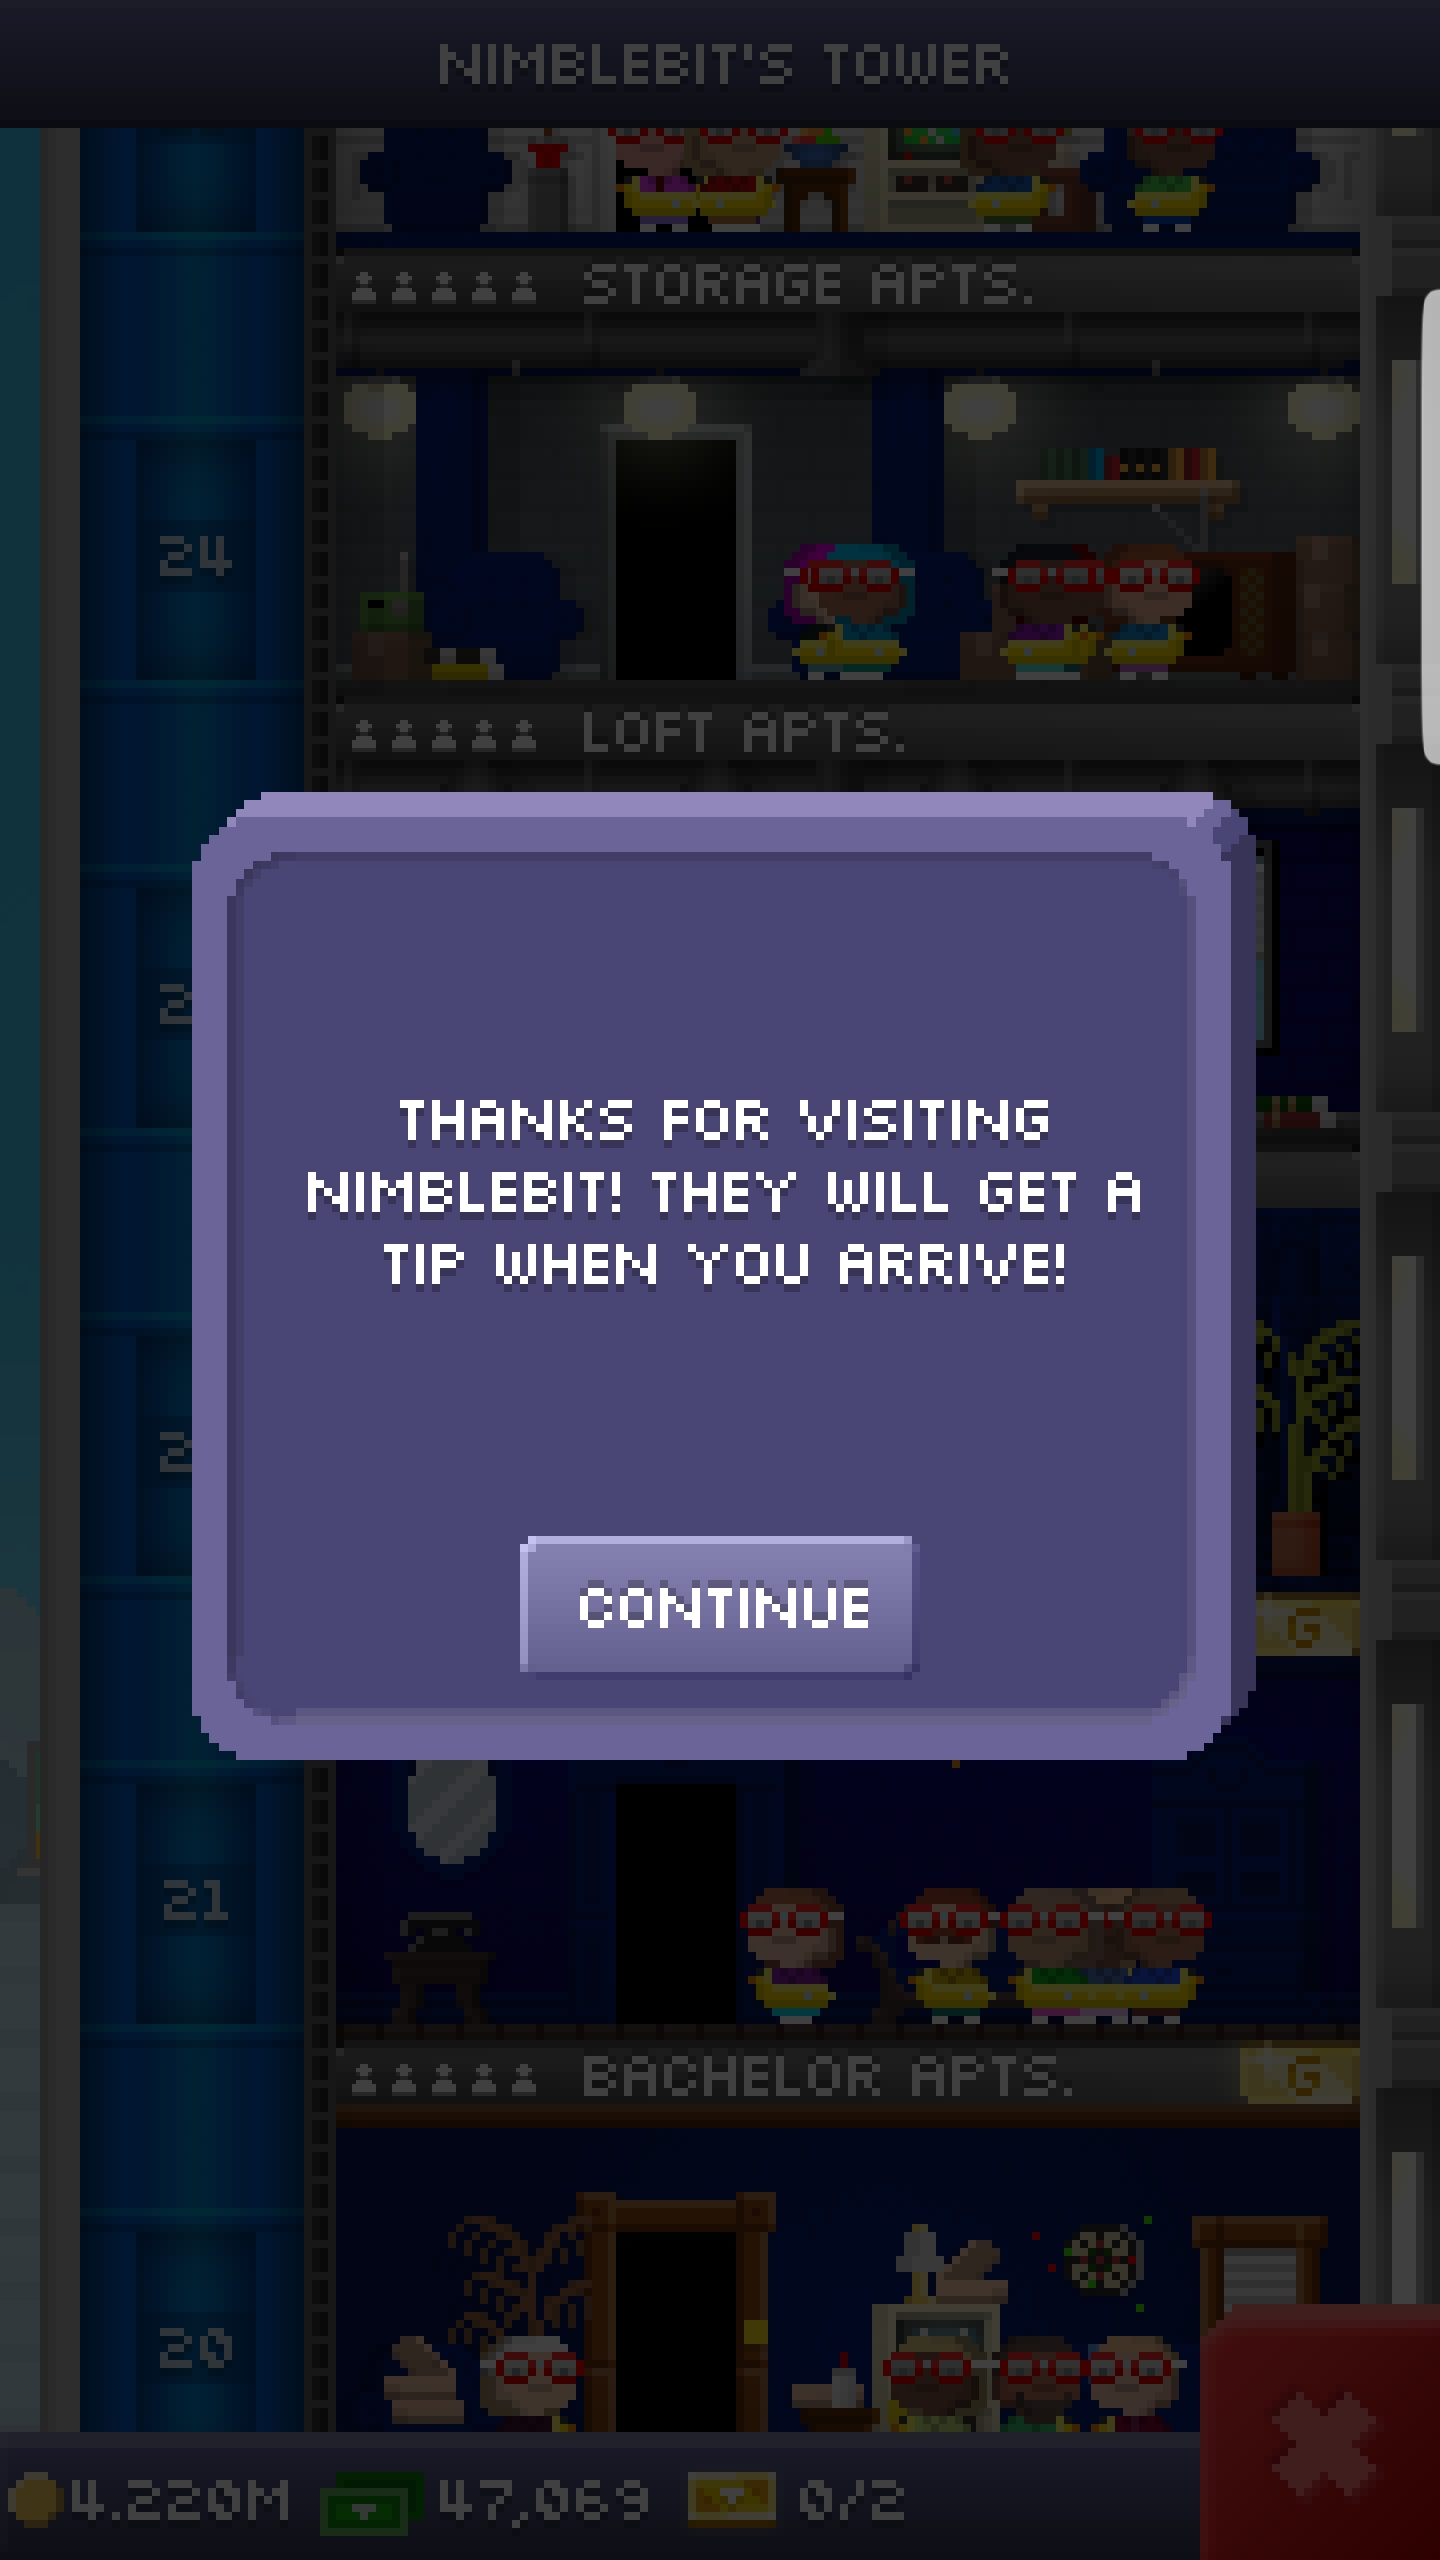 NIMBLEBIT'S TOWER
STORAGE APTS.
24
LOFT APTS.
THANKS FOR VISITING
NIMBLEBIT! THEY WILL GET A
TIP WHEN YOU ARRIVE!
CONTINUE
G
21
BACHELOR APTS.
G
20
4.220M
47,069
0/2